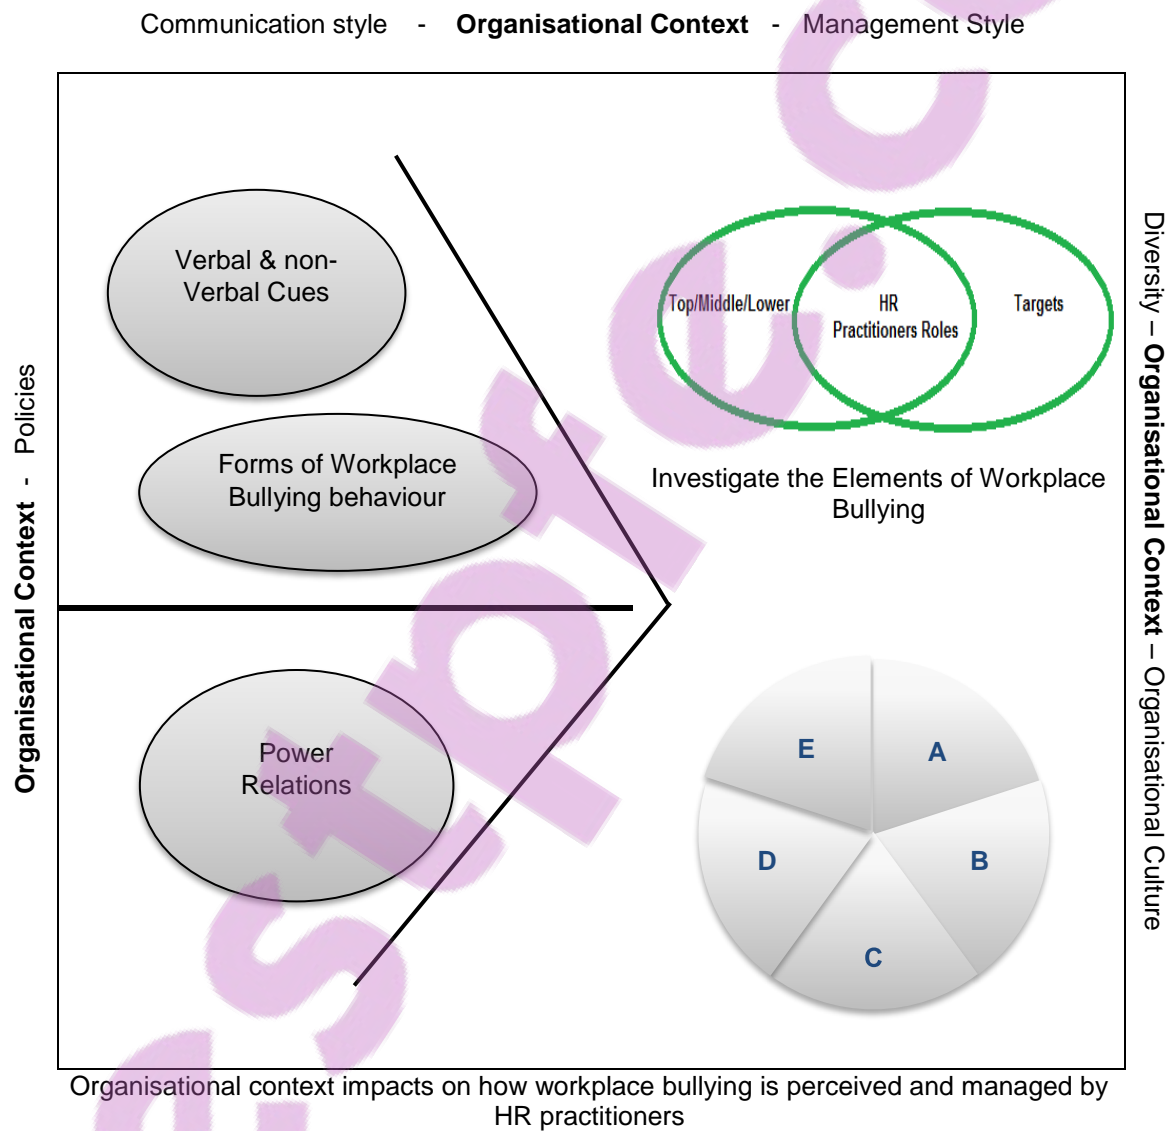 Communication style - Organisational Context - Management Style
Organisational Context - Policies
Verbal & non-
Verbal Cues
Forms of Workplace
Bullying behaviour
Power
Relations
Top/Middle/Lower
HR
Practitioners Roles
Targets
Investigate the Elements of Workplace
Bullying
E
A
D
B
C
Diversity – Organisational Context – Organisational Culture
Organisational context impacts on how workplace bullying is perceived and managed by
HR practitioners